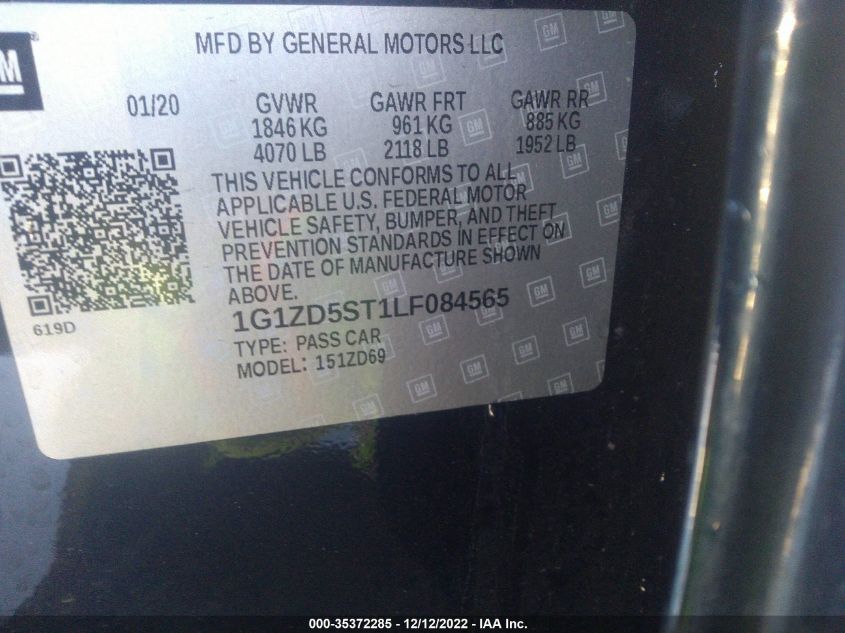 GM
MFD BY GENERAL MOTORS LLC
01/20 GVWR GAWR FRT GAWR RR
1846 KG 961 KG 885 KG
4070 LB 2118 LB 1952 LB
THIS VEHICLE CONFORMS TO ALL
APPLICABLE U.S. FEDERAL MOTOR
VEHICLE SAFETY, BUMPER, AND THEFT
PREVENTION STANDARDS IN EFFECT ON
THE DATE OF MANUFACTURE SHOWN
ABOVE.
619D
1G1ZD5ST1LF084565
TYPE: PASS CAR
MODEL: 151ZD69
000-35372285 - 12/12/2022 - IAA Inc.